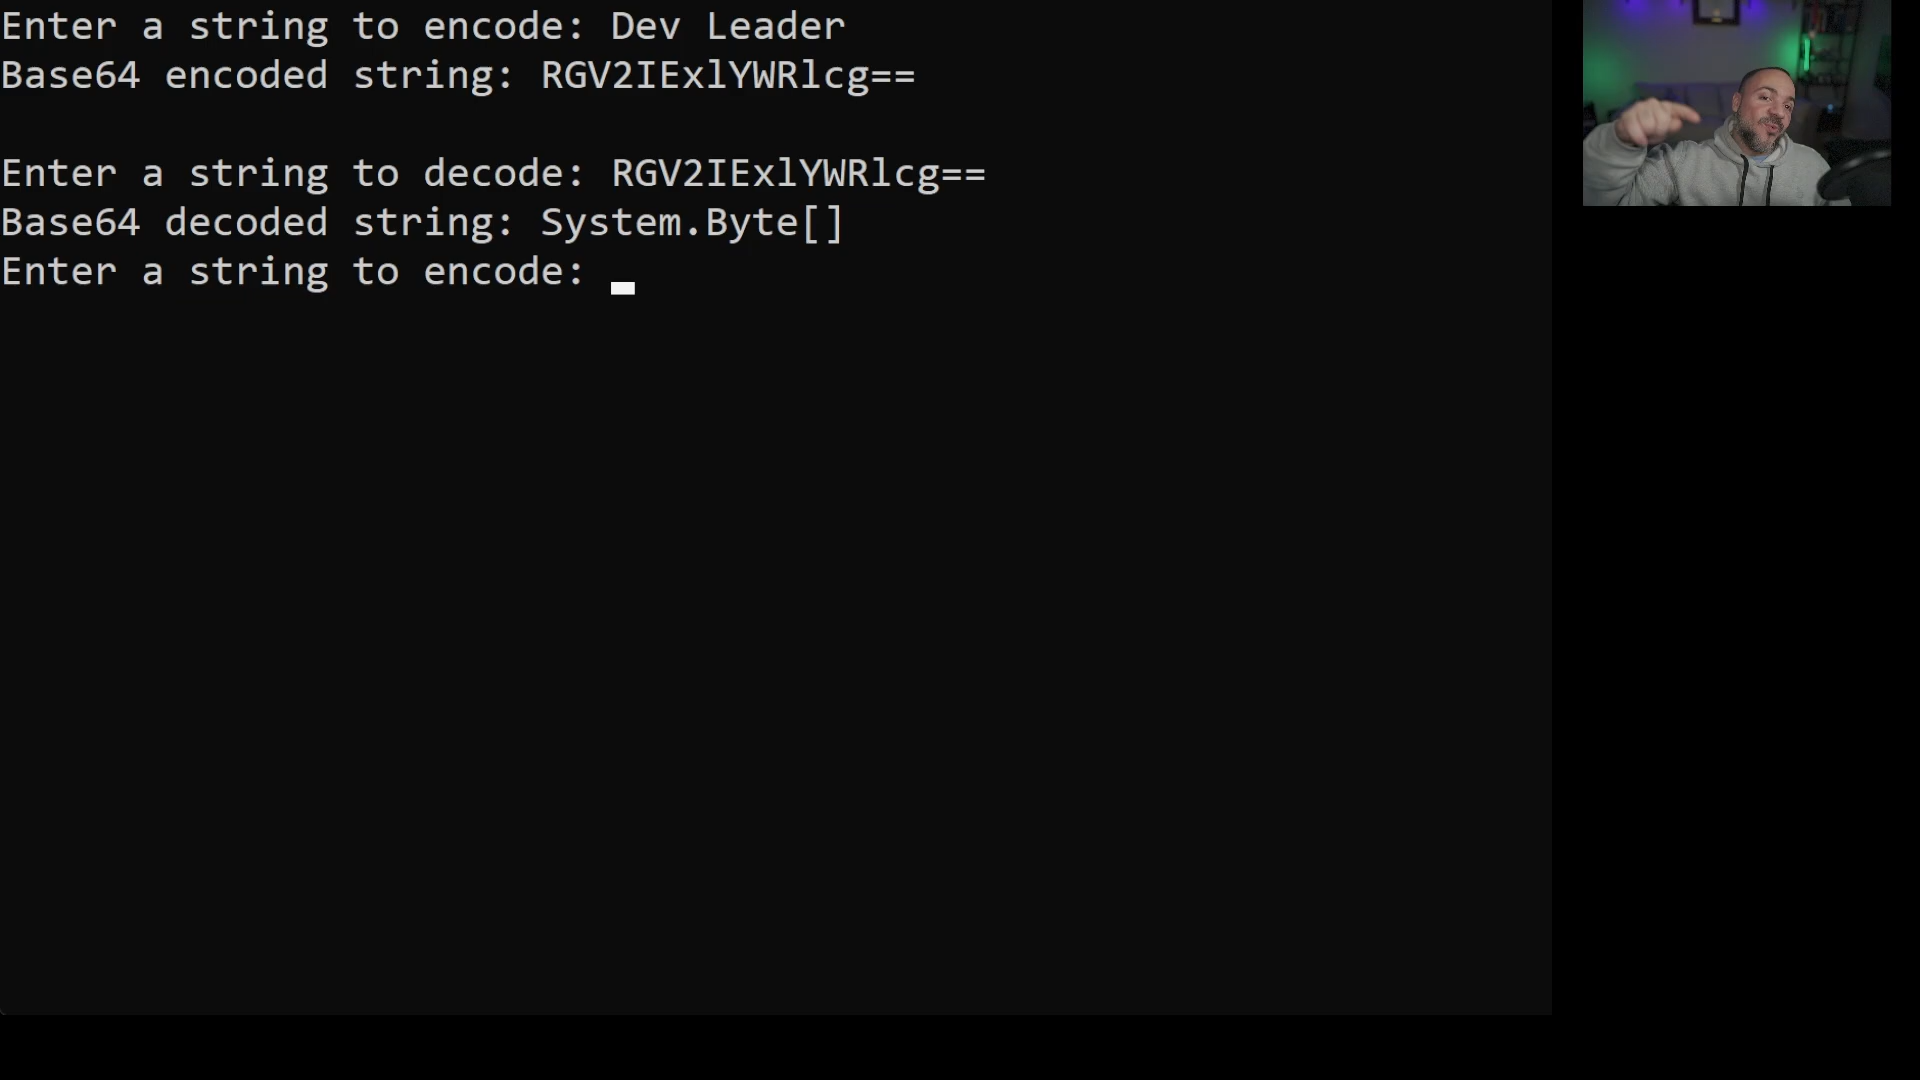 Enter a string to encode: Dev Leader
Base64 encoded string: RGV2IExlYWRlcg==
Enter a string to decode: RGV2IExlYWRlcg==
Base64 decoded string: System.Byte[]
Enter a string to encode: